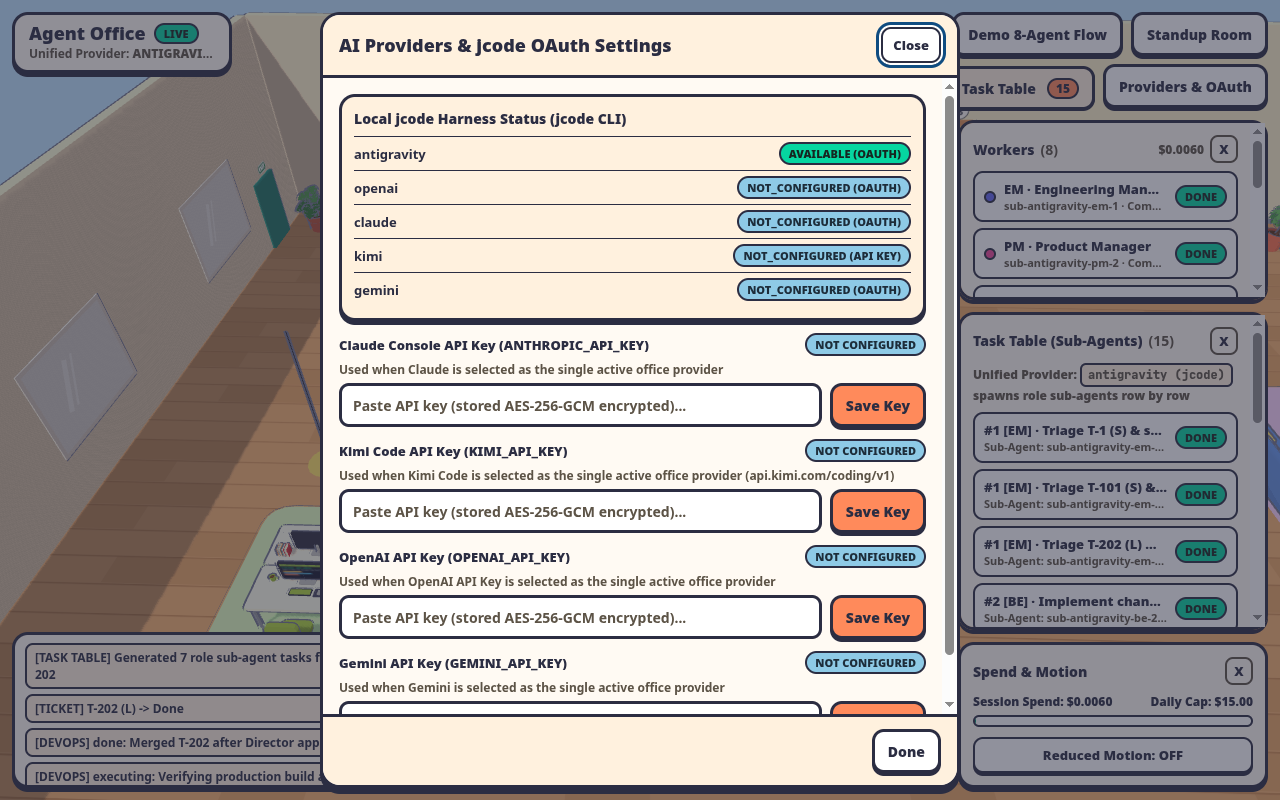 Agent Office LIVE
Unified Provider: ANTIGRAVI...
Demo 8-Agent Flow
Standup Room
Task Table 15
Providers & OAuth
AI Providers & jcode OAuth Settings
Close
Local jcode Harness Status (jcode CLI)
antigravity AVAILABLE (OAUTH)
openai NOT_CONFIGURED (OAUTH)
claude NOT_CONFIGURED (OAUTH)
kimi NOT_CONFIGURED (API KEY)
gemini NOT_CONFIGURED (OAUTH)
Claude Console API Key (ANTHROPIC_API_KEY) NOT CONFIGURED
Used when Claude is selected as the single active office provider
Paste API key (stored AES-256-GCM encrypted)... Save Key
Kimi Code API Key (KIMI_API_KEY) NOT CONFIGURED
Used when Kimi Code is selected as the single active office provider (api.kimi.com/coding/v1)
Paste API key (stored AES-256-GCM encrypted)... Save Key
OpenAI API Key (OPENAI_API_KEY) NOT CONFIGURED
Used when OpenAI API Key is selected as the single active office provider
Paste API key (stored AES-256-GCM encrypted)... Save Key
Gemini API Key (GEMINI_API_KEY) NOT CONFIGURED
Used when Gemini is selected as the single active office provider
Done
Workers (8) $0.0060 X
EM · Engineering Man... DONE
sub-antigravity-em-1 · Com...
PM · Product Manager DONE
sub-antigravity-pm-2 · Com...
Task Table (Sub-Agents) (15) X
Unified Provider: antigravity (jcode)
spawns role sub-agents row by row
#1 [EM] · Triage T-1 (S) & s... DONE
Sub-Agent: sub-antigravity-em-...
#1 [EM] · Triage T-101 (S) &... DONE
Sub-Agent: sub-antigravity-em-...
#1 [EM] · Triage T-202 (L) ... DONE
Sub-Agent: sub-antigravity-em-...
#2 [BE] · Implement chan... DONE
Sub-Agent: sub-antigravity-be-2...
Spend & Motion X
Session Spend: $0.0060 Daily Cap: $15.00
Reduced Motion: OFF
[TASK TABLE] Generated 7 role sub-agent tasks f
202
[TICKET] T-202 (L) -> Done
[DEVOPS] done: Merged T-202 after Director app
[DEVOPS] executing: Verifying production build a